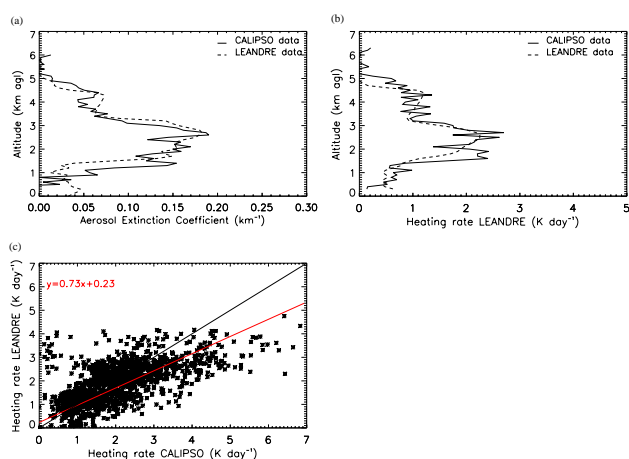 (a)
7
6
5
4
3
2
1
0
Altitude (Km agl)
CALIPSO data
LEANDRE data
0.00 0.05 0.10 0.15 0.20 0.25 0.30
Aerosol Extinction Coefficient (km⁻¹)
(b)
7
6
5
4
3
2
1
0
Altitude (Km agl)
CALIPSO data
LEANDRE data
0 1 2 3 4 5
Heating rate LEANDRE (K day⁻¹)
(c)
7
6
5
4
3
2
1
0
Heating rate LEANDRE (K day⁻¹)
y=0.73x+0.23
0 1 2 3 4 5 6 7
Heating rate CALIPSO (K day⁻¹)